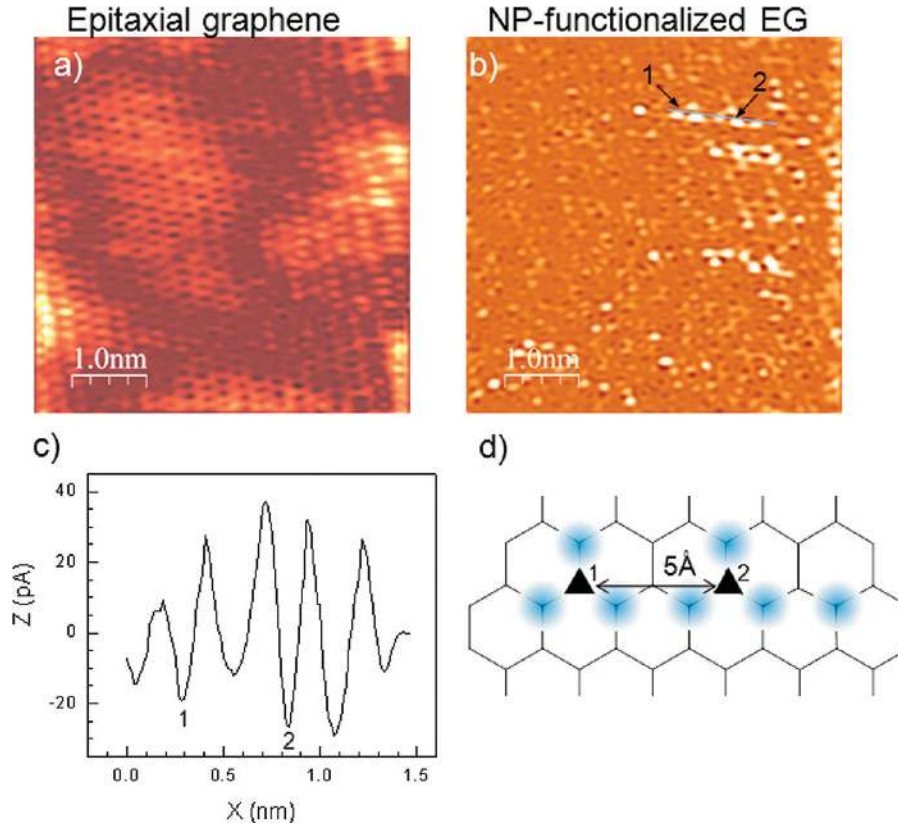 Epitaxial graphene
NP-functionalized EG
a)
b)
1
2
1.0nm
1.0nm
c)
d)
40
20
0
-20
Z (pA)
1
2
0.0
0.5
1.0
1.5
X (nm)
1
5Å
2